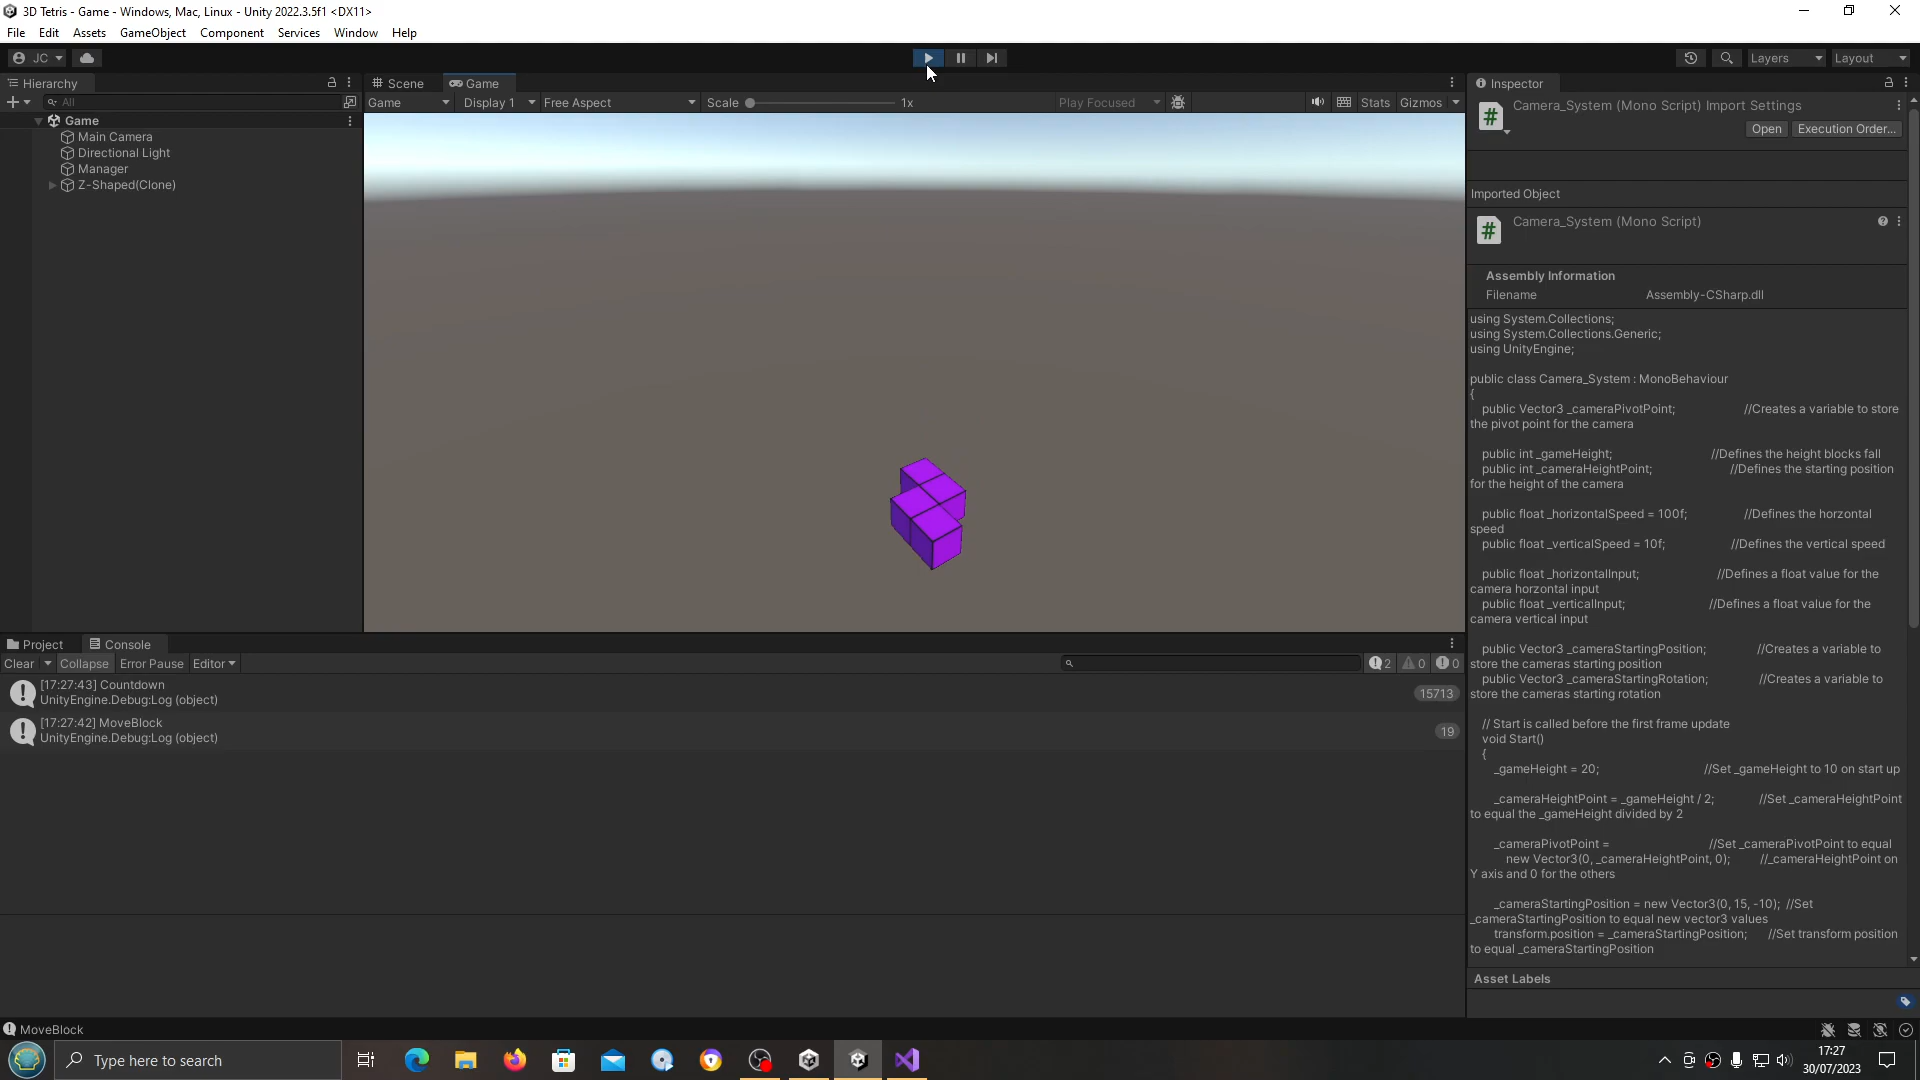 3D Tetris - Game - Windows, Mac, Linux - Unity 2022.3.5f1 <DX11>
File Edit Assets GameObject Component Services Window Help
JC Layers Layout
Hierarchy
All
Game
Main Camera
Directional Light
Manager
Z-Shaped(Clone)
Scene Game
Game Display 1 Free Aspect Scale 1x Play Focused Stats Gizmos
Inspector
Camera_System (Mono Script) Import Settings
Open Execution Order...
Imported Object
Camera_System (Mono Script)
Assembly Information
Filename Assembly-CSharp.dll
using System.Collections;
using System.Collections.Generic;
using UnityEngine;
public class Camera_System : MonoBehaviour
{
public Vector3 _cameraPivotPoint; //Creates a variable to store
the pivot point for the camera
public int _gameHeight; //Defines the height blocks fall
public int _cameraHeightPoint; //Defines the starting position
for the height of the camera
public float _horizontalSpeed = 100f; //Defines the horzontal
speed
public float _verticalSpeed = 10f; //Defines the vertical speed
public float _horizontalInput; //Defines a float value for the
camera horzontal input
public float _verticalInput; //Defines a float value for the
camera vertical input
public Vector3 _cameraStartingPosition; //Creates a variable to
store the cameras starting position
public Vector3 _cameraStartingRotation; //Creates a variable to
store the cameras starting rotation
// Start is called before the first frame update
void Start()
{
_gameHeight = 20; //Set _gameHeight to 10 on start up
_cameraHeightPoint = _gameHeight / 2; //Set _cameraHeightPoint
to equal the _gameHeight divided by 2
_cameraPivotPoint = //Set _cameraPivotPoint to equal
new Vector3(0, _cameraHeightPoint, 0); //_cameraHeightPoint on
Y axis and 0 for the others
_cameraStartingPosition = new Vector3(0, 15, -10); //Set
_cameraStartingPosition to equal new vector3 values
transform.position = _cameraStartingPosition; //Set transform position
to equal _cameraStartingPosition
Asset Labels
Project Console
Clear Collapse Error Pause Editor 2 0 0
[17:27:43] Countdown
UnityEngine.Debug:Log (object) 15713
[17:27:42] MoveBlock
UnityEngine.Debug:Log (object) 19
MoveBlock
Type here to search
17:27
30/07/2023